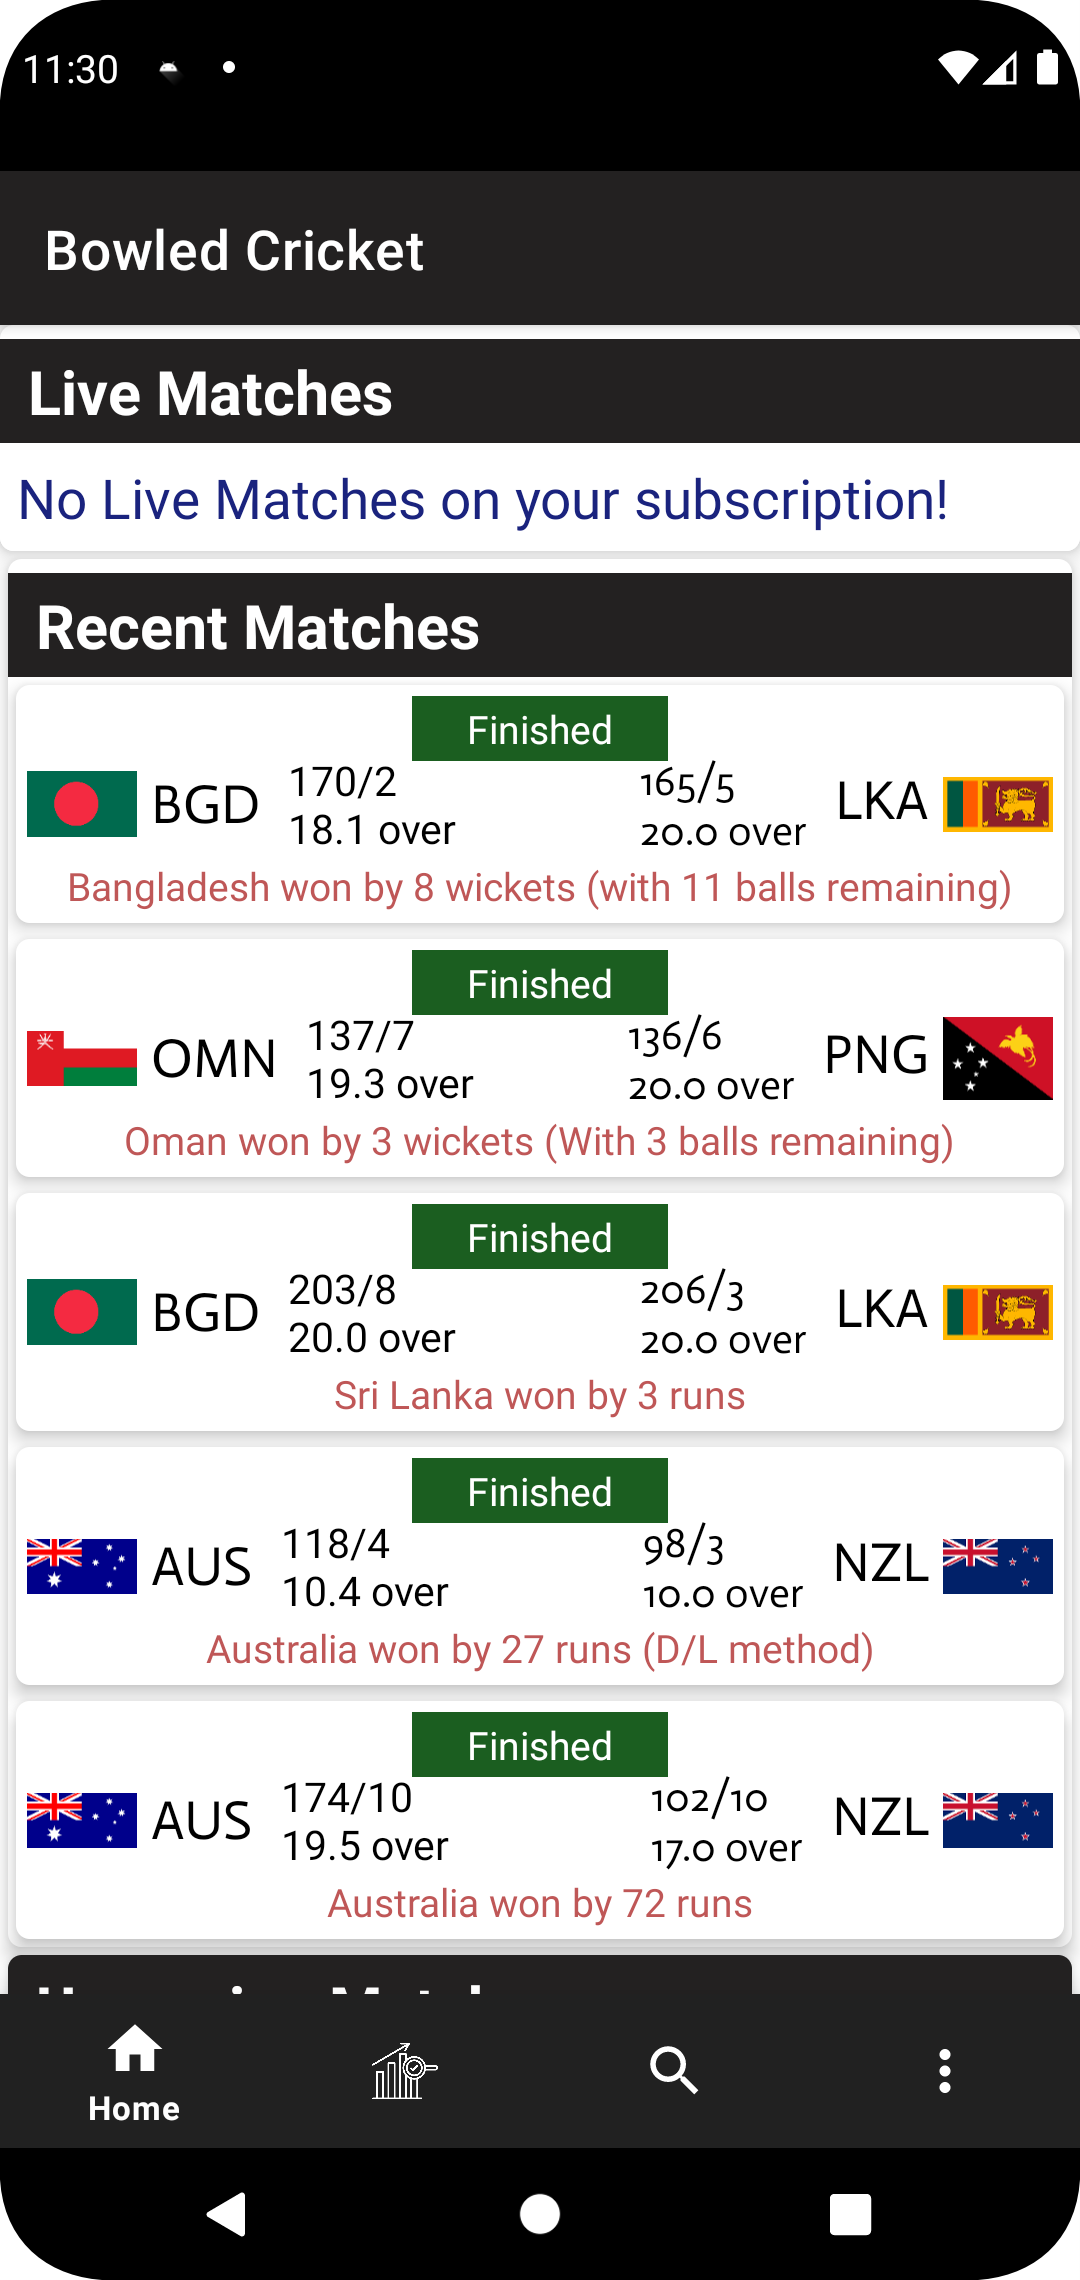 11:30
Bowled Cricket
Live Matches
No Live Matches on your subscription!
Recent Matches
Finished
BGD 170/2 165/5 LKA
18.1 over 20.0 over
Bangladesh won by 8 wickets (with 11 balls remaining)
Finished
OMN 137/7 136/6 PNG
19.3 over 20.0 over
Oman won by 3 wickets (With 3 balls remaining)
Finished
BGD 203/8 206/3 LKA
20.0 over 20.0 over
Sri Lanka won by 3 runs
Finished
AUS 118/4 98/3 NZL
10.4 over 10.0 over
Australia won by 27 runs (D/L method)
Finished
AUS 174/10 102/10 NZL
19.5 over 17.0 over
Australia won by 72 runs
Home